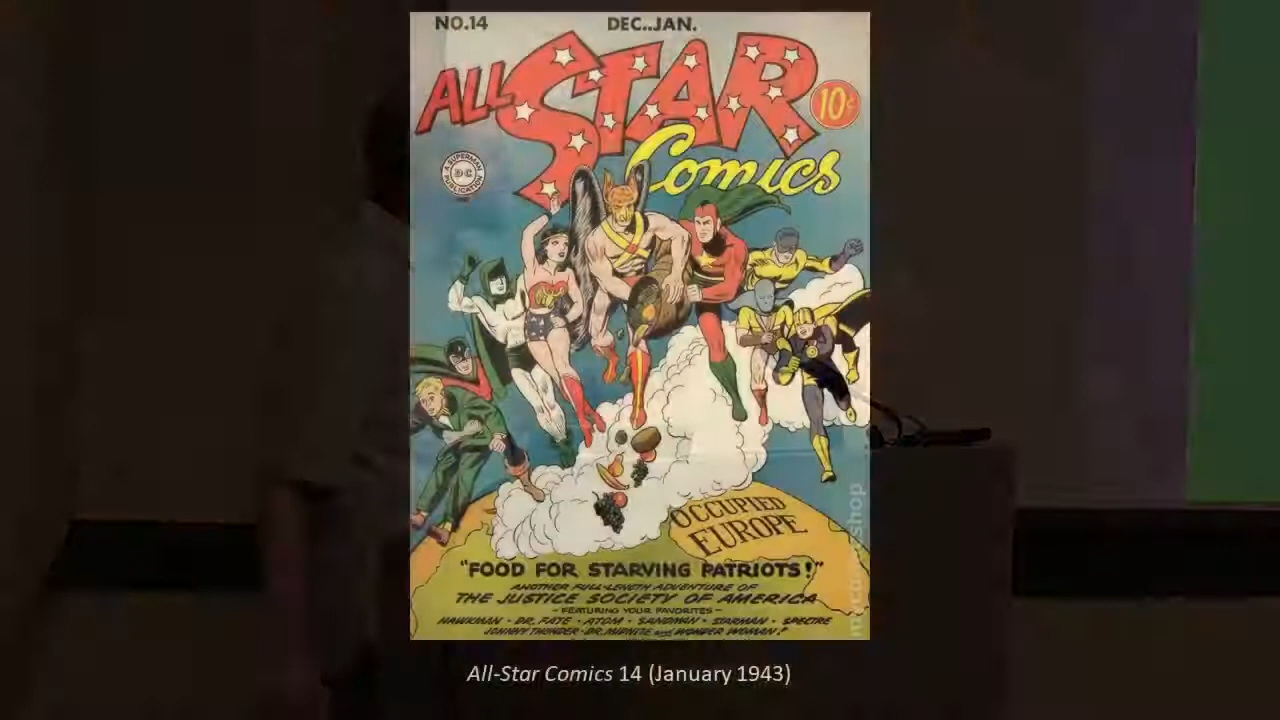 NO.14
DEC..JAN.
ALL STAR
10¢
Comics
A SUPERMAN
DC
PUBLICATION
OCCUPIED
EUROPE
"FOOD FOR STARVING PATRIOTS!"
ANOTHER FULL-LENGTH ADVENTURE OF
THE JUSTICE SOCIETY OF AMERICA
- FEATURING YOUR FAVORITES -
HAWKMAN · DR. FATE · ATOM · SANDMAN · STARMAN · SPECTRE
JOHNNY THUNDER · DR. MIDNITE and WONDER WOMAN!
All-Star Comics 14 (January 1943)